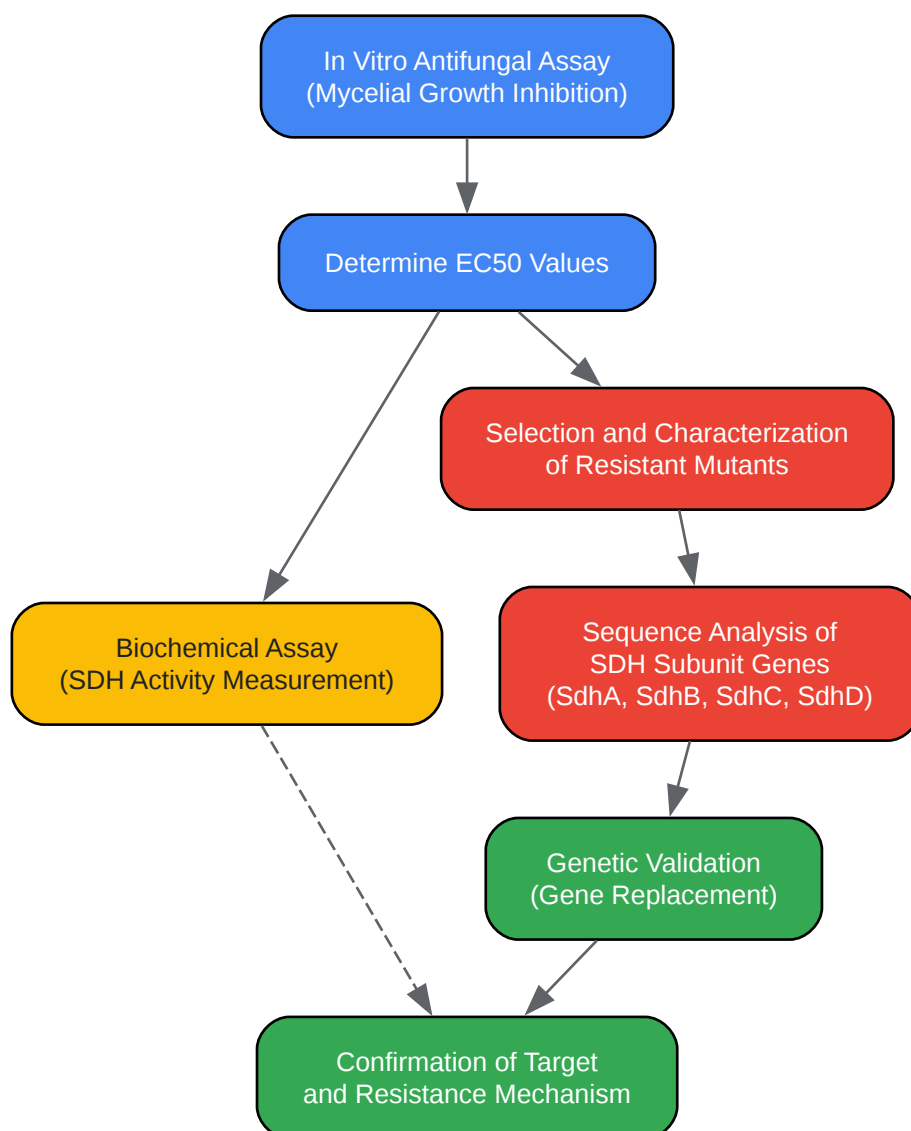 In Vitro Antifungal Assay
(Mycelial Growth Inhibition)
Determine EC50 Values
Selection and Characterization
of Resistant Mutants
Biochemical Assay
(SDH Activity Measurement)
Sequence Analysis of
SDH Subunit Genes
(SdhA, SdhB, SdhC, SdhD)
Genetic Validation
(Gene Replacement)
Confirmation of Target
and Resistance Mechanism